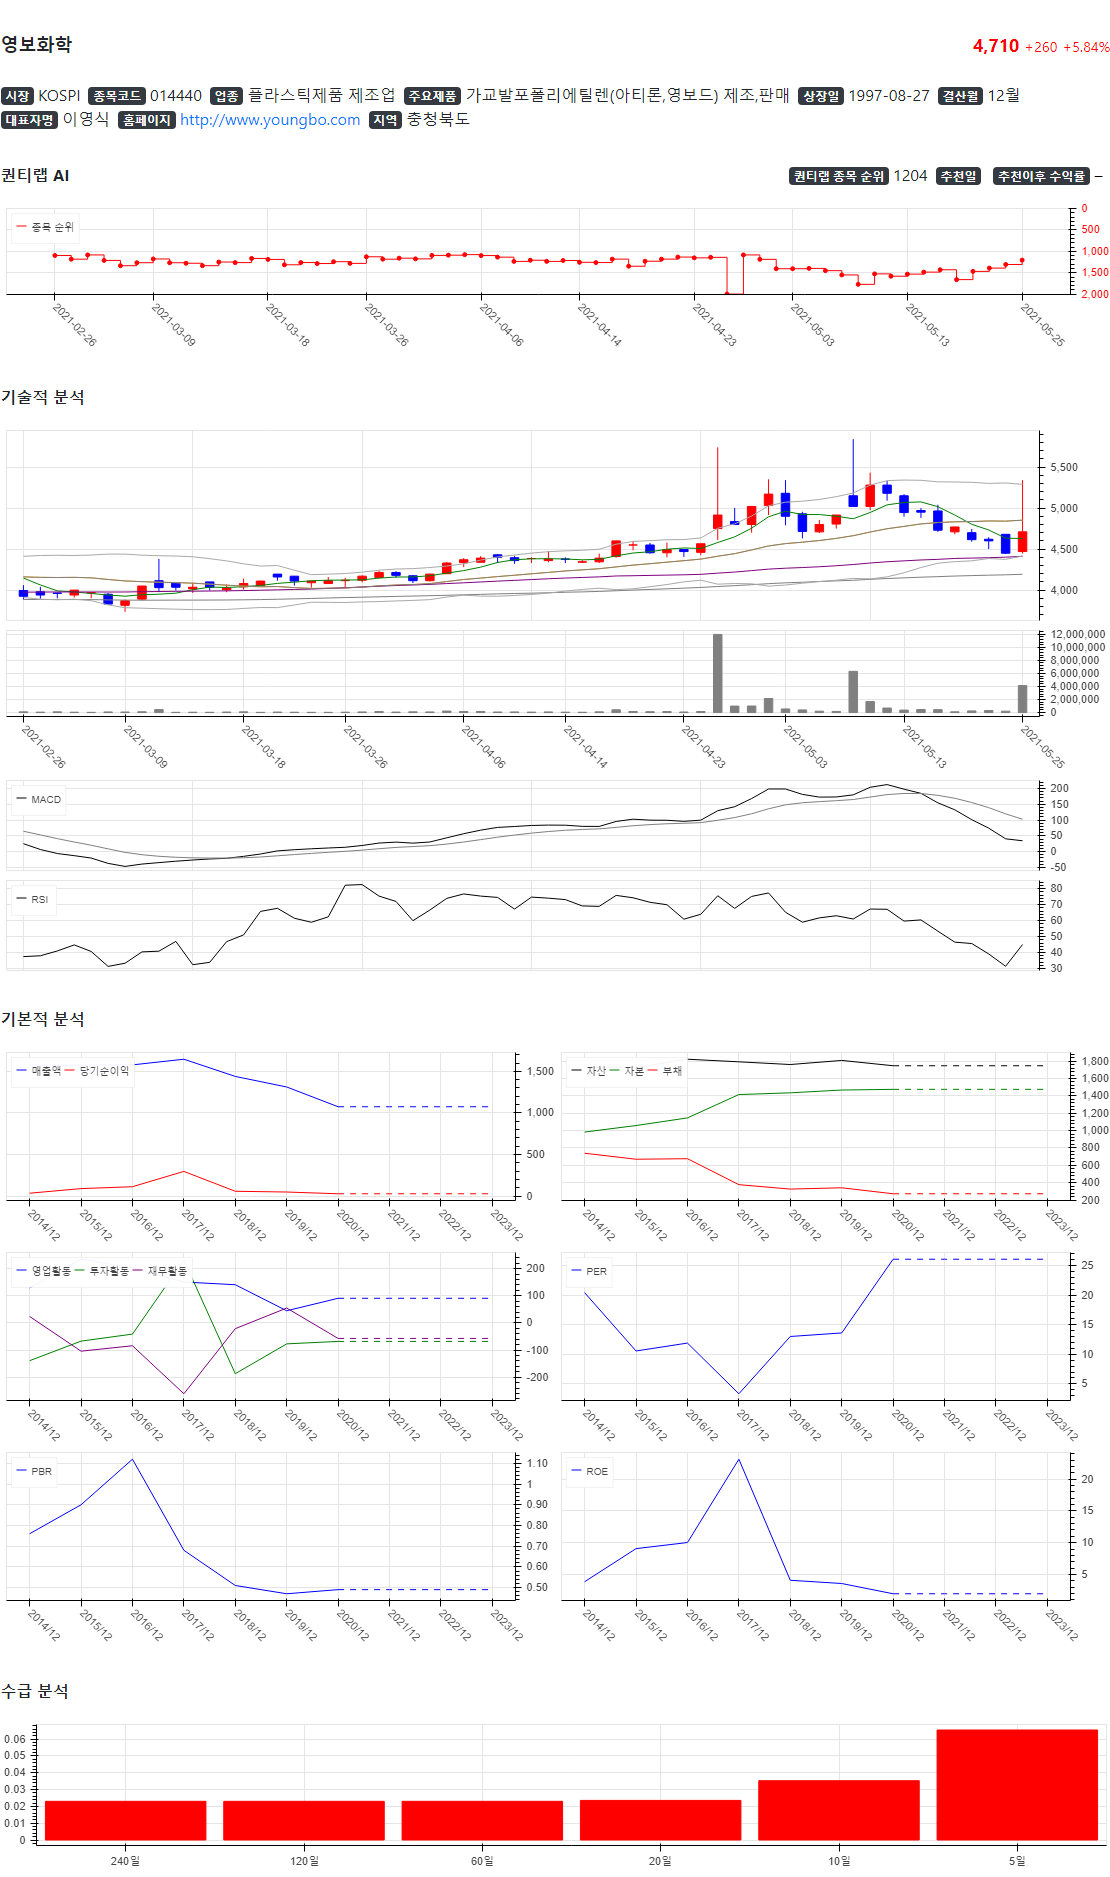 영보화학
4,710 +260 +5.84%
시장 KOSPI 종목코드 014440 업종 플라스틱제품 제조업 주요제품 가교발포폴리에틸렌(아티론,영보드) 제조,판매 상장일 1997-08-27 결산월 12월
대표자명 이영식 홈페이지 http://www.youngbo.com 지역 충청북도
퀀티랩 AI
퀀티랩 종목 순위 1204 추천일 추천이후 수익률 –
종목 순위
0
500
1,000
1,500
2,000
2021-02-26 2021-03-09 2021-03-18 2021-03-26 2021-04-06 2021-04-14 2021-04-23 2021-05-03 2021-05-13 2021-05-25
기술적 분석
5,500
5,000
4,500
4,000
12,000,000
10,000,000
8,000,000
6,000,000
4,000,000
2,000,000
0
2021-02-26 2021-03-09 2021-03-18 2021-03-26 2021-04-06 2021-04-14 2021-04-23 2021-05-03 2021-05-13 2021-05-25
MACD
200
150
100
50
0
-50
RSI
80
70
60
50
40
30
기본적 분석
매출액 당기순이익
1,500
1,000
500
0
2014/12 2015/12 2016/12 2017/12 2018/12 2019/12 2020/12 2021/12 2022/12 2023/12
자산 자본 부채
1,800
1,600
1,400
1,200
1,000
800
600
400
200
2014/12 2015/12 2016/12 2017/12 2018/12 2019/12 2020/12 2021/12 2022/12 2023/12
영업활동 투자활동 재무활동
200
100
0
-100
-200
2014/12 2015/12 2016/12 2017/12 2018/12 2019/12 2020/12 2021/12 2022/12 2023/12
PER
25
20
15
10
5
2014/12 2015/12 2016/12 2017/12 2018/12 2019/12 2020/12 2021/12 2022/12 2023/12
PBR
1.10
1
0.90
0.80
0.70
0.60
0.50
2014/12 2015/12 2016/12 2017/12 2018/12 2019/12 2020/12 2021/12 2022/12 2023/12
ROE
20
15
10
5
2014/12 2015/12 2016/12 2017/12 2018/12 2019/12 2020/12 2021/12 2022/12 2023/12
수급 분석
0.06
0.05
0.04
0.03
0.02
0.01
0
240일 120일 60일 20일 10일 5일